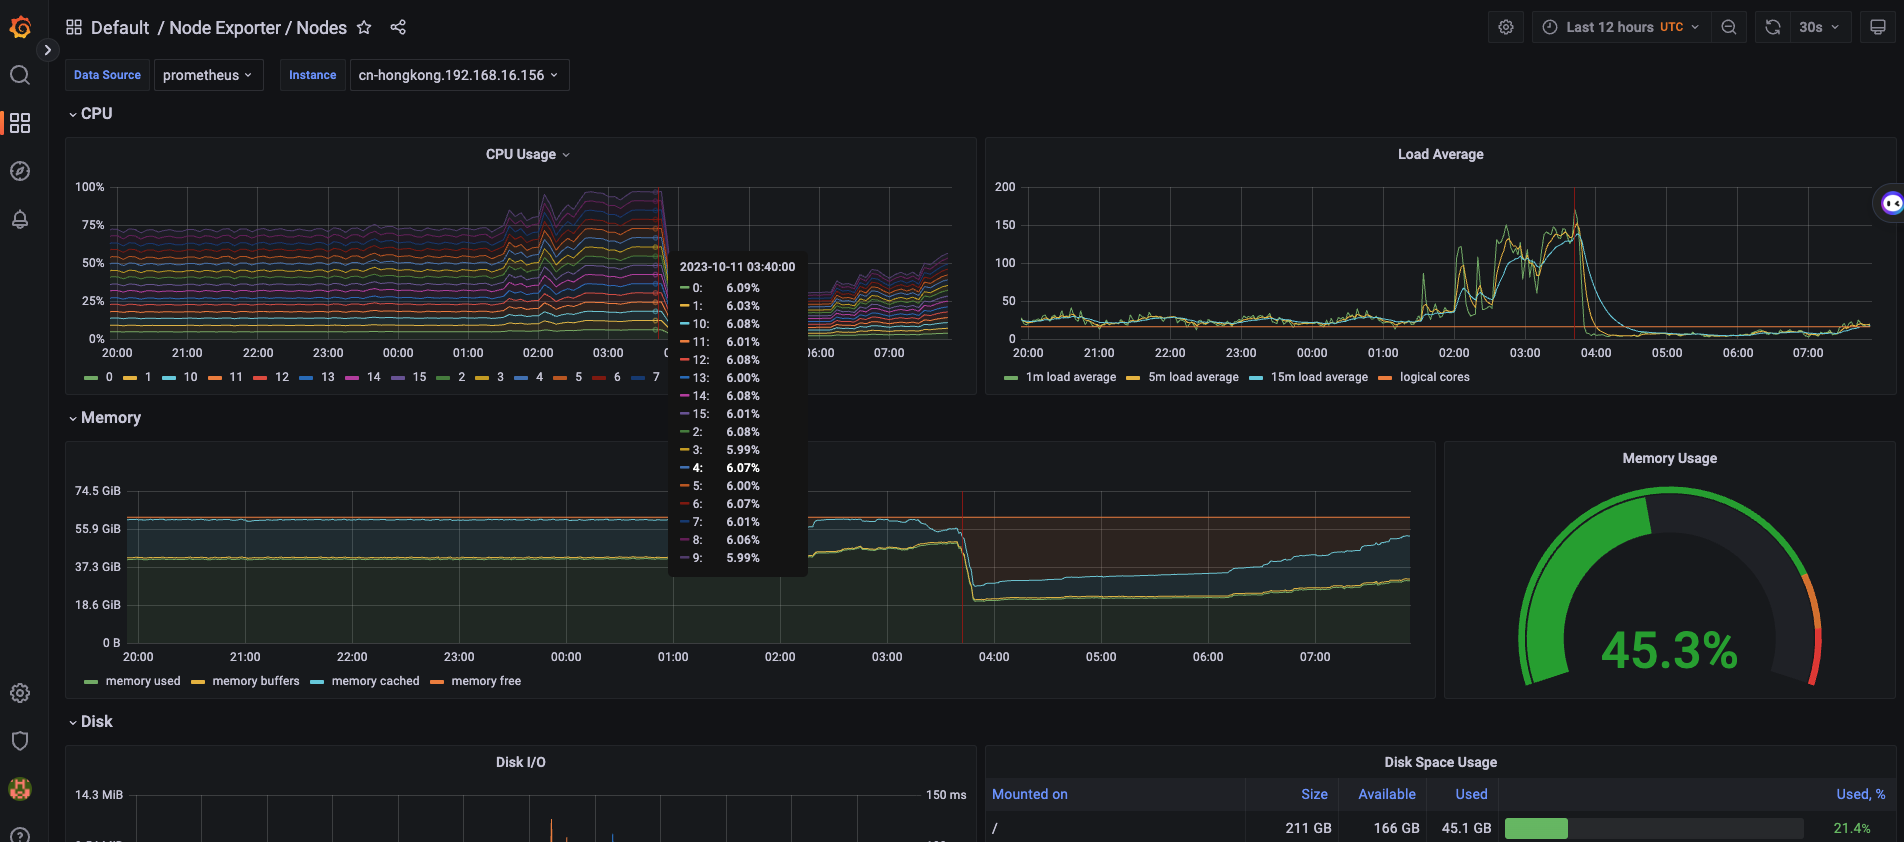 Default / Node Exporter / Nodes
Last 12 hours UTC
30s
Data Source prometheus Instance cn-hongkong.192.168.16.156
CPU
CPU Usage
100%
75%
50%
25%
0%
20:00 21:00 22:00 23:00 00:00 01:00 02:00 03:00 06:00 07:00
0 1 10 11 12 13 14 15 2 3 4 5 6 7
2023-10-11 03:40:00
0: 6.09%
1: 6.03%
10: 6.08%
11: 6.01%
12: 6.08%
13: 6.00%
14: 6.08%
15: 6.01%
2: 6.08%
3: 5.99%
4: 6.07%
5: 6.00%
6: 6.07%
7: 6.01%
8: 6.06%
9: 5.99%
Load Average
200
150
100
50
0
20:00 21:00 22:00 23:00 00:00 01:00 02:00 03:00 04:00 05:00 06:00 07:00
1m load average 5m load average 15m load average logical cores
Memory
74.5 GiB
55.9 GiB
37.3 GiB
18.6 GiB
0 B
20:00 21:00 22:00 23:00 00:00 01:00 02:00 03:00 04:00 05:00 06:00 07:00
memory used memory buffers memory cached memory free
Memory Usage
45.3%
Disk
Disk I/O
14.3 MiB
150 ms
Disk Space Usage
Mounted on Size Available Used Used, %
/ 211 GB 166 GB 45.1 GB 21.4%